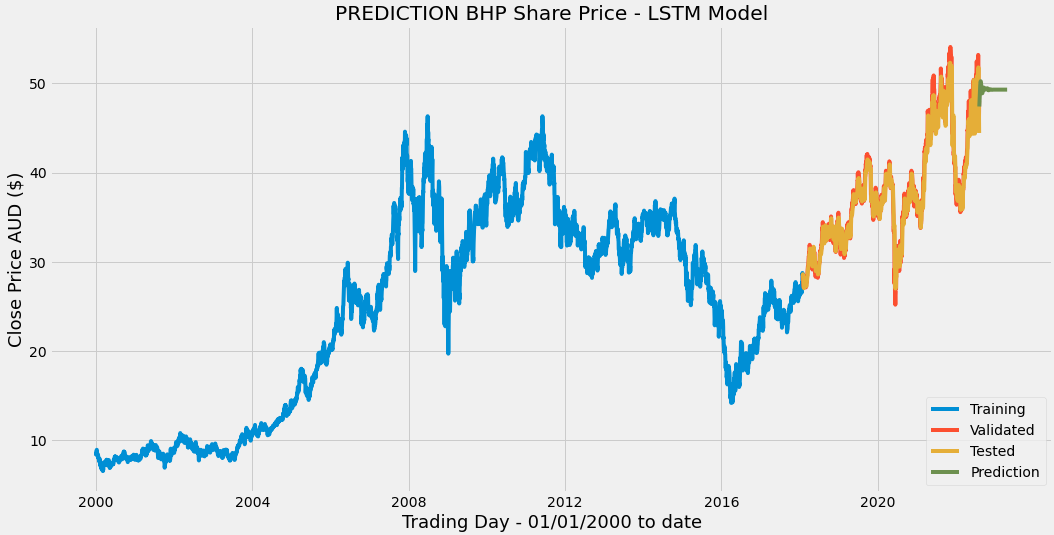 PREDICTION BHP Share Price - LSTM Model
Close Price AUD ($)
50
40
30
20
10
2000 2004 2008 2012 2016 2020
Trading Day - 01/01/2000 to date
Training
Validated
Tested
Prediction